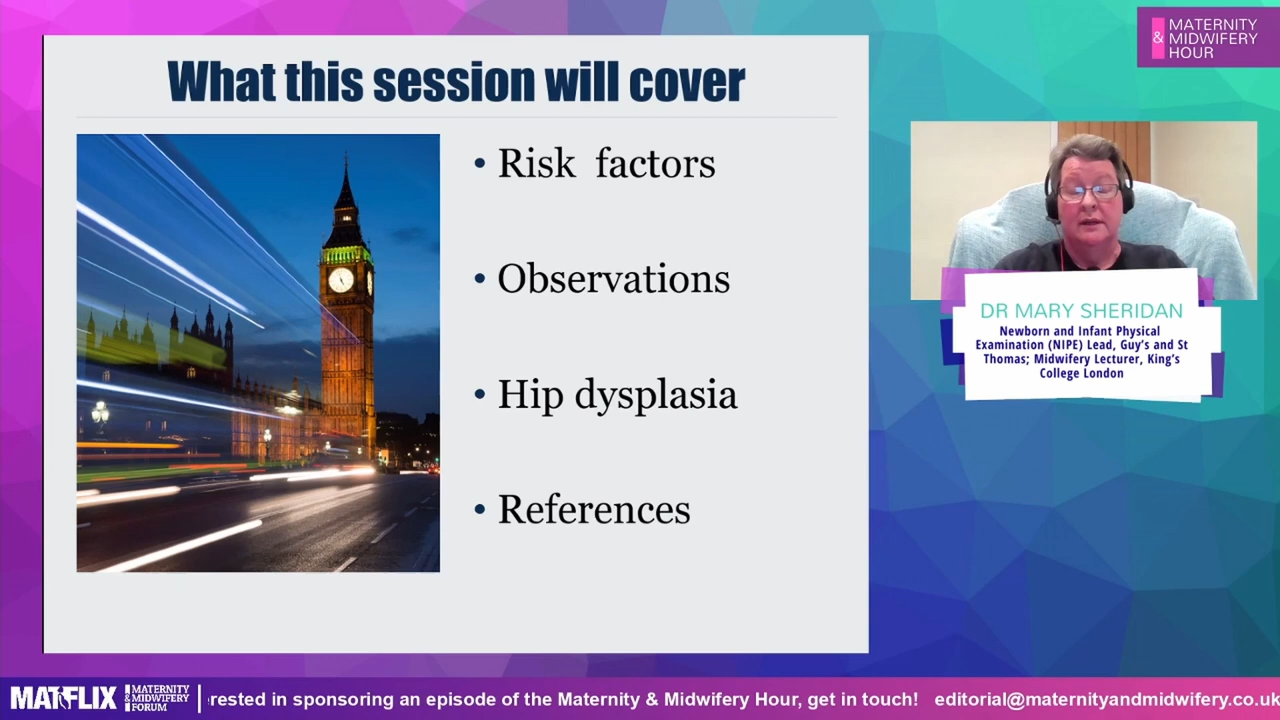 What this session will cover
• Risk factors
• Observations
• Hip dysplasia
• References
MATERNITY
& MIDWIFERY
HOUR
DR MARY SHERIDAN
Newborn and Infant Physical
Examination (NIPE) Lead, Guy's and St
Thomas; Midwifery Lecturer, King's
College London
MATFLIX
MATERNITY
& MIDWIFERY
FORUM
in sponsoring an episode of the Maternity & Midwifery Hour, get in touch! editorial@maternityandmidwifery.co.uk